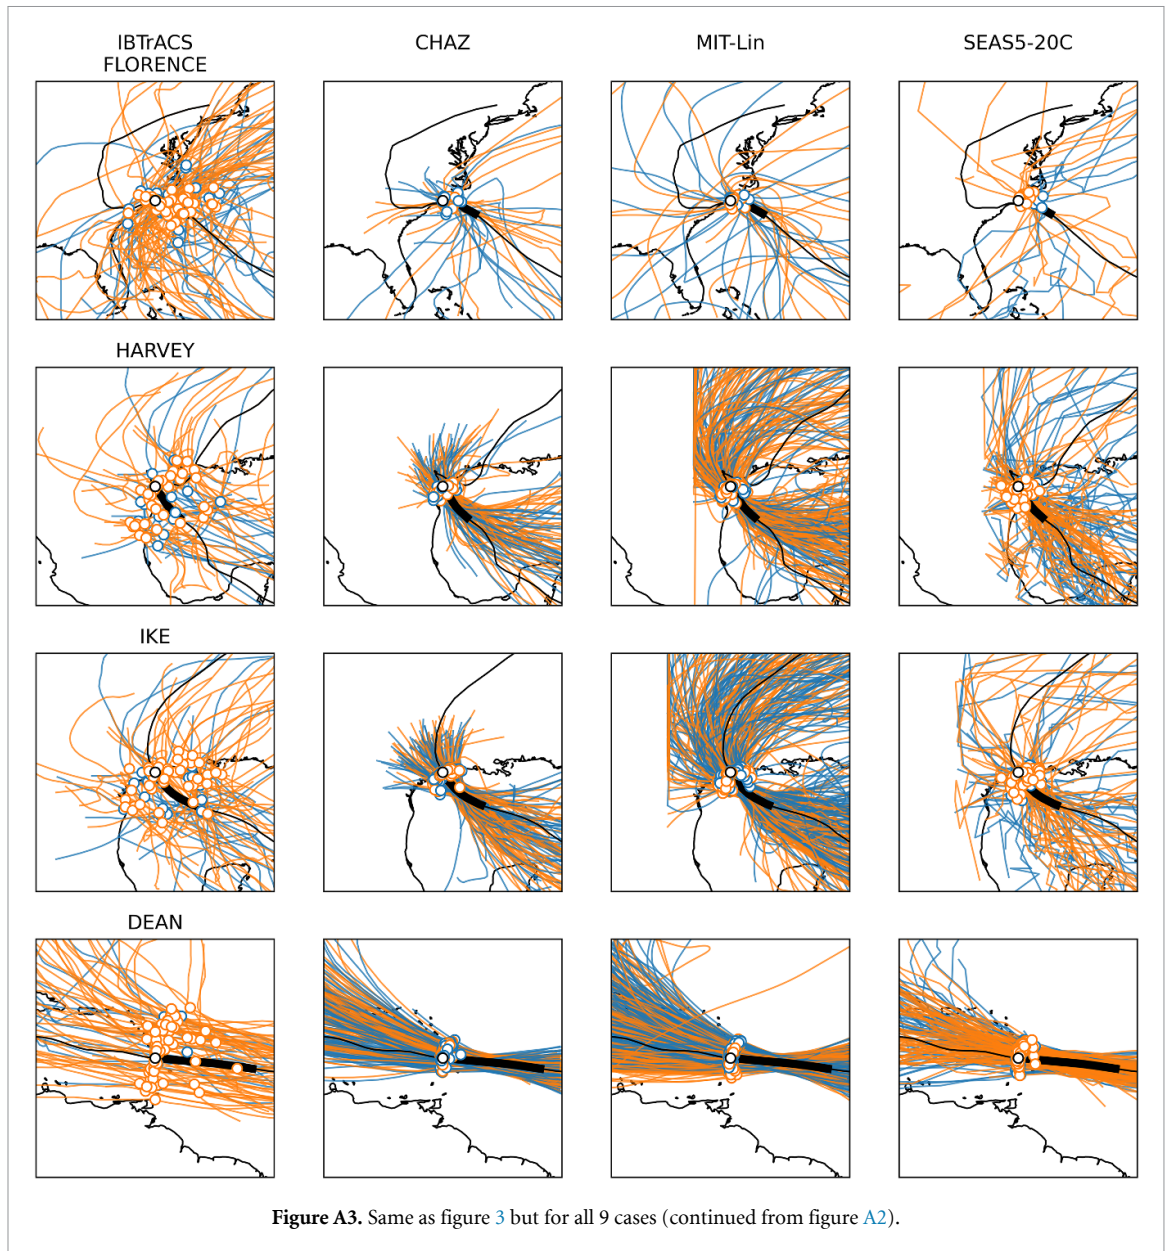 IBTrACS
FLORENCE
CHAZ
MIT-Lin
SEAS5-20C
HARVEY
IKE
DEAN
Figure A3. Same as figure 3 but for all 9 cases (continued from figure A2).